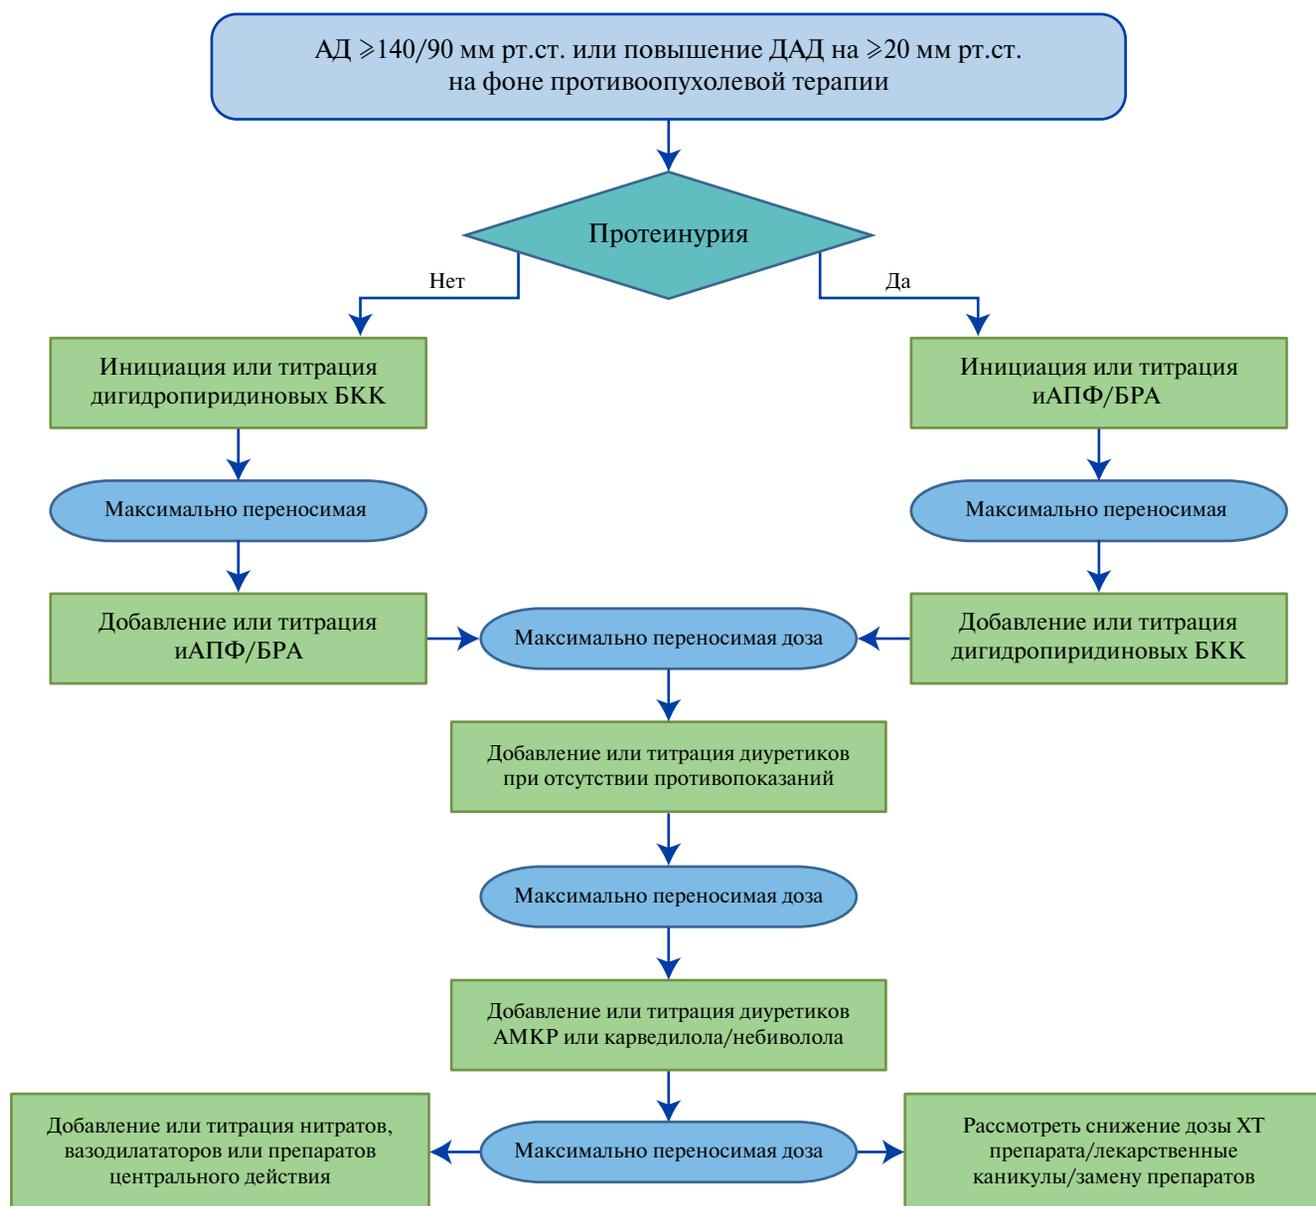 АД ⩾140/90 мм рт.ст. или повышение ДАД на ⩾20 мм рт.ст.
на фоне противоопухолевой терапии
Протеинурия
Нет
Да
Инициация или титрация
дигидропиридиновых БКК
Инициация или титрация
иАПФ/БРА
Максимально переносимая
Максимально переносимая
Добавление или титрация
иАПФ/БРА
Максимально переносимая доза
Добавление или титрация
дигидропиридиновых БКК
Добавление или титрация диуретиков
при отсутствии противопоказаний
Максимально переносимая доза
Добавление или титрация диуретиков
АМКР или карведилола/небиволола
Добавление или титрация нитратов,
вазодилататоров или препаратов
центрального действия
Максимально переносимая доза
Рассмотреть снижение дозы ХТ
препарата/лекарственные
каникулы/замену препаратов